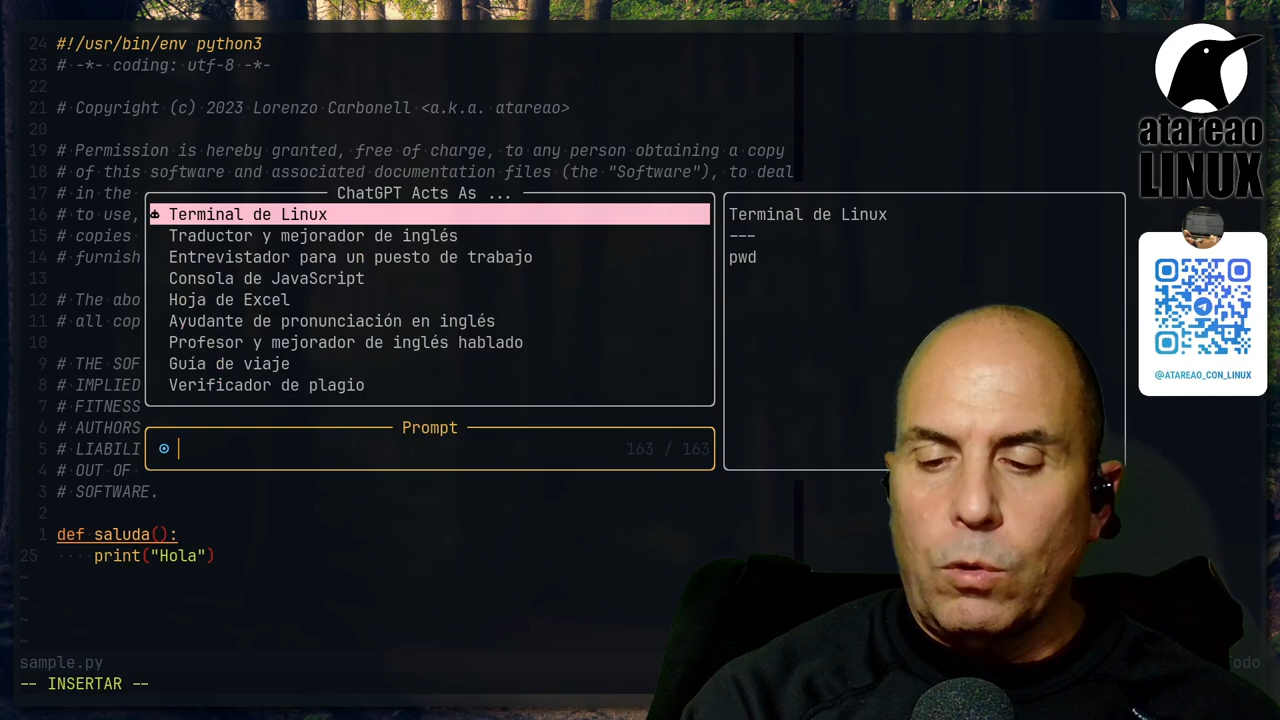 24 #!/usr/bin/env python3
23 # -*- coding: utf-8 -*-
22
21 # Copyright (c) 2023 Lorenzo Carbonell <a.k.a. atareao>
20
19 # Permission is hereby granted, free of charge, to any person obtaining a copy
18 # of this software and associated documentation files (the "Software"), to deal
17 # in the
16 # to use,
15 # copies
14 # furnish
13
12 # The abo
11 # all cop
10
9 # THE SOF
8 # IMPLIED
7 # FITNESS
6 # AUTHORS
5 # LIABILI
4 # OUT OF
3 # SOFTWARE.
2
1 def saluda():
25 ····print("Hola")
~
~
~
~
sample.py
-- INSERTAR --
ChatGPT Acts As ...
Terminal de Linux
Traductor y mejorador de inglés
Entrevistador para un puesto de trabajo
Consola de JavaScript
Hoja de Excel
Ayudante de pronunciación en inglés
Profesor y mejorador de inglés hablado
Guía de viaje
Verificador de plagio
Prompt
163 / 163
Terminal de Linux
---
pwd
atareao
LINUX
@ATAREAO_CON_LINUX